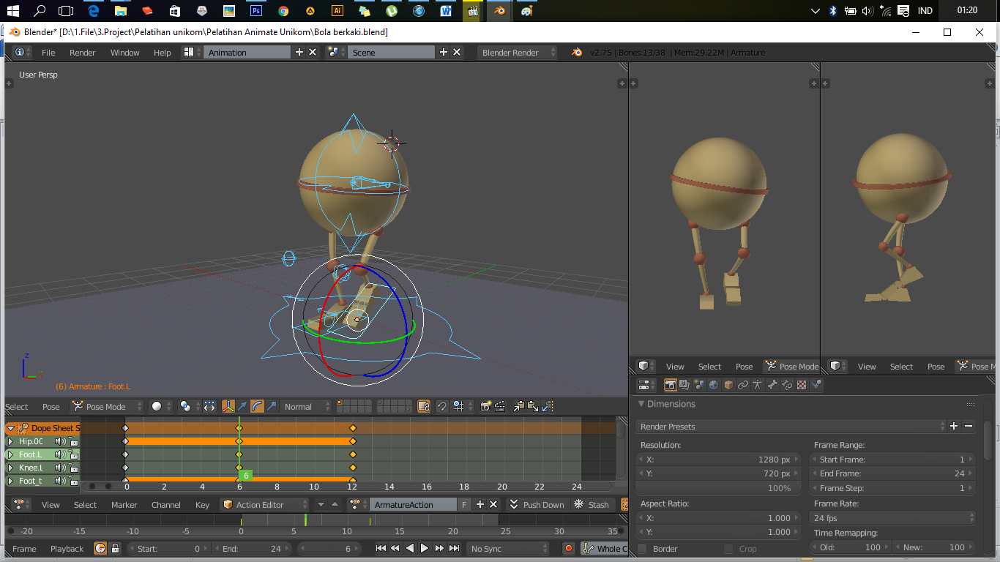 IND
01:20
Blender* [D:\1.File\3.Project\Pelatihan unikom\Pelatihan Animate Unikom\Bola berkaki.blend]
File Render Window Help Animation Scene Blender Render v2.75 | Bones:13/38 | Mem:29.22M | Armature
User Persp
(6) Armature : Foot.L
Select Pose Pose Mode Normal
View Select Pose Pose Mode
View Select Pose Pose M
Dope Sheet S
Hip.0C
Foot.L
Knee.L
Foot_t
6
0 2 4 6 8 10 12 14 16 18 20 22 24
View Select Marker Channel Key Action Editor ArmatureAction F Push Down Stash
-20 -15 -10 -5 0 5 10 15 20 25 30 35
Frame Playback Start: 0 End: 24 6 No Sync Whole C
Dimensions
Render Presets
Resolution:
X: 1280 px
Y: 720 px
100%
Aspect Ratio:
X: 1.000
Y: 1.000
Border Crop
Frame Range:
Start Frame: 1
End Frame: 24
Frame Step: 1
Frame Rate:
24 fps
Time Remapping:
Old: 100 New: 100